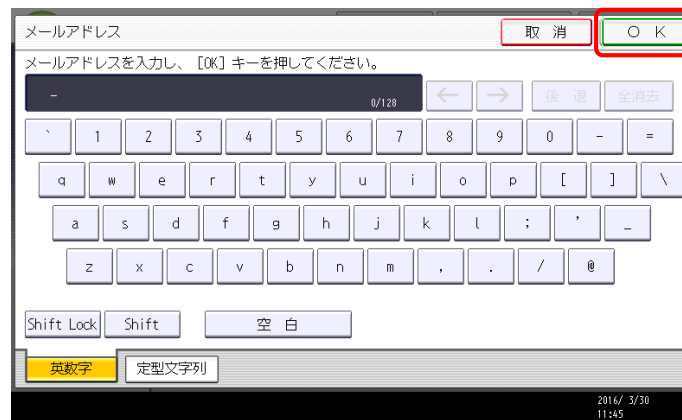 メールアドレス 取 消 O K
メールアドレスを入力し、[OK]キーを押してください。
_ 0/128 ← → 後 退 全消去
` 1 2 3 4 5 6 7 8 9 0 - =
q w e r t y u i o p [ ] \
a s d f g h j k l ; ' _
z x c v b n m , . / @
Shift Lock Shift 空 白
英数字 定型文字列
2016/ 3/30
11:45